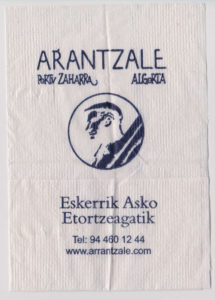 ARANTZALE
PORTU ZAHARRA ALGORTA
Eskerrik Asko
Etortzeagatik
Tel: 94 460 12 44
www.arrantzale.com